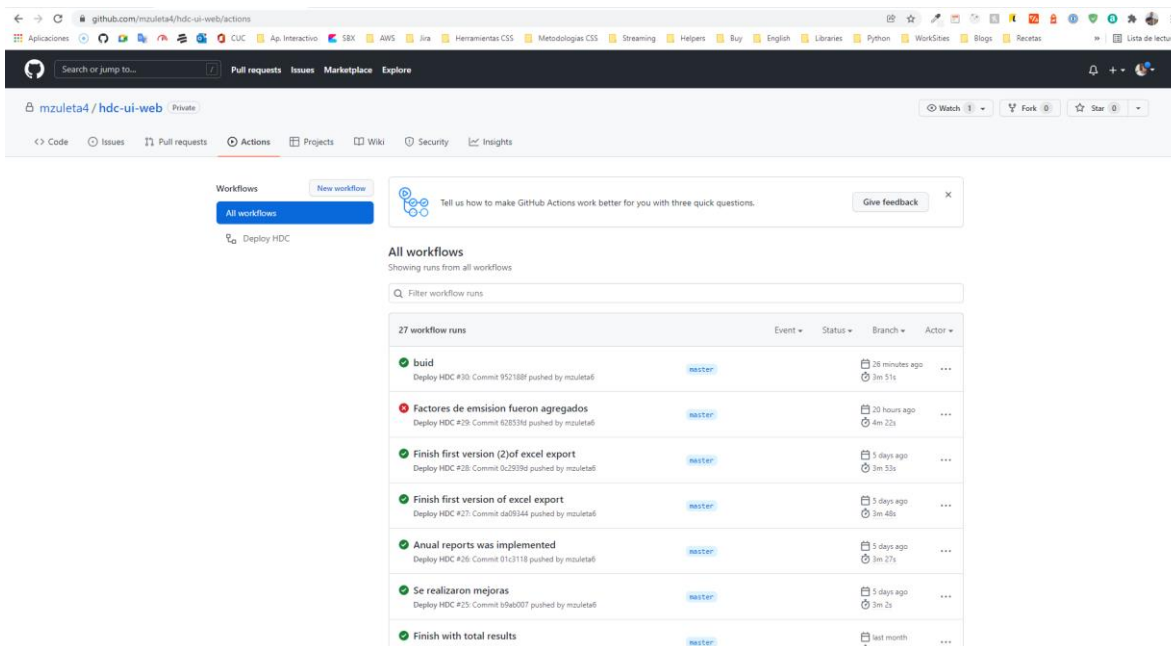 github.com/mzuleta4/hdc-ui-web/actions
Aplicaciones CUC Ap. Interactivo SBX AWS Jira Herramientas CSS Metodologias CSS Streaming Helpers Buy English Libraries Python WorkSities Blogs Recetas » Lista de lectu
Search or jump to... / Pull requests Issues Marketplace Explore
mzuleta4 / hdc-ui-web Private Watch 1 Fork 0 Star 0
<> Code Issues Pull requests Actions Projects Wiki Security Insights
Workflows New workflow
All workflows
Deploy HDC
Tell us how to make GitHub Actions work better for you with three quick questions. Give feedback
All workflows
Showing runs from all workflows
Filter workflow runs
27 workflow runs Event Status Branch Actor
buid master 26 minutes ago
Deploy HDC #30: Commit 952188f pushed by mzuleta6 3m 51s
Factores de emsision fueron agregados master 20 hours ago
Deploy HDC #29: Commit 62853fd pushed by mzuleta6 4m 22s
Finish first version (2)of excel export master 5 days ago
Deploy HDC #28: Commit 0c2939d pushed by mzuleta6 3m 53s
Finish first version of excel export master 5 days ago
Deploy HDC #27: Commit da09344 pushed by mzuleta6 3m 48s
Anual reports was implemented master 5 days ago
Deploy HDC #26: Commit 01c3118 pushed by mzuleta6 3m 27s
Se realizaron mejoras master 5 days ago
Deploy HDC #25: Commit b9ab007 pushed by mzuleta6 3m 2s
Finish with total results master last month